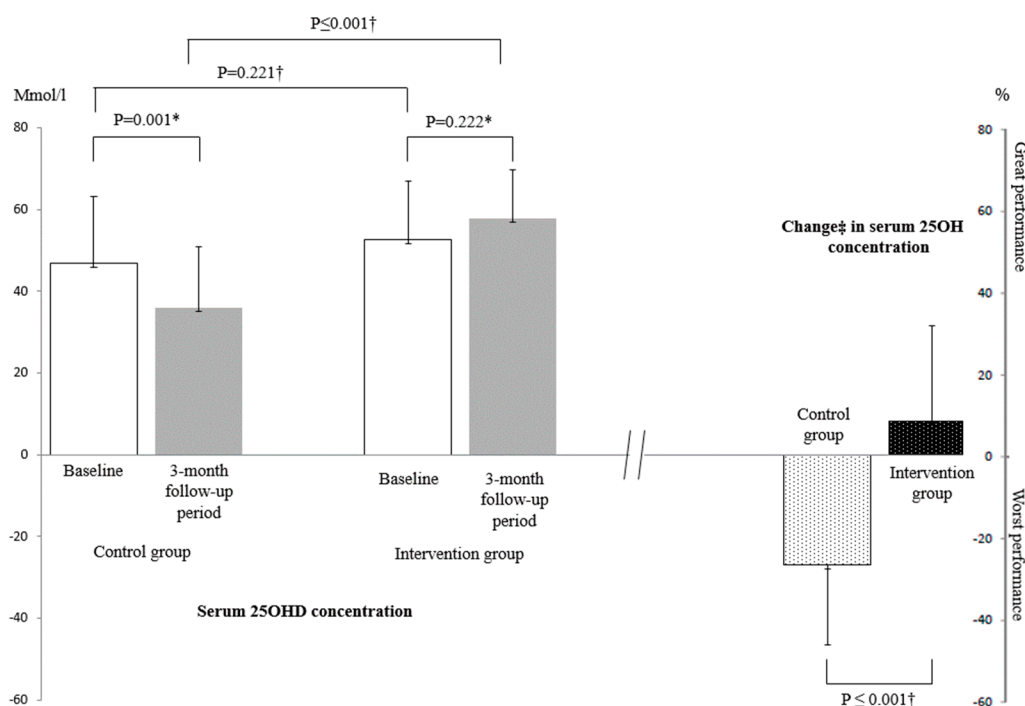 P≤0.001†
P=0.221†
Mmol/l
%
P=0.001*
P=0.222*
80
60
40
20
0
-20
-40
-60
80
60
40
20
0
-20
-40
-60
Great performance
Worst performance
Change‡ in serum 25OH
concentration
Control
group
Intervention
group
Baseline
3-month
follow-up
period
Baseline
3-month
follow-up
period
Control group
Intervention group
Serum 25OHD concentration
P ≤ 0.001†